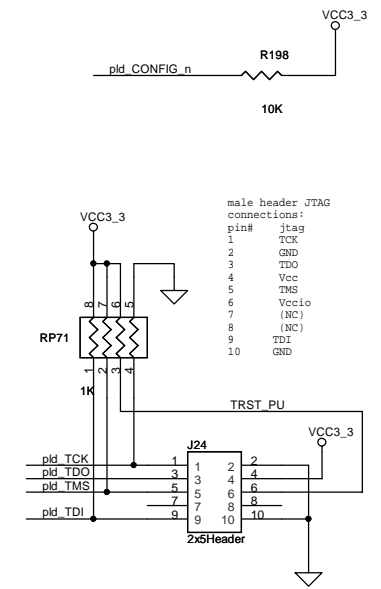 VCC3_3
R198
pld_CONFIG_n
10K
male header JTAG
connections:
pin# jtag
1 TCK
2 GND
3 TDO
4 Vcc
5 TMS
6 Vccio
7 (NC)
8 (NC)
9 TDI
10 GND
VCC3_3
8 7 6 5
RP71
1 2 3 4
1K
TRST_PU
VCC3_3
J24
pld_TCK 1 1 2 2
pld_TDO 3 3 4 4
pld_TMS 5 5 6 6
7 7 8 8
pld_TDI 9 9 10 10
2x5Header